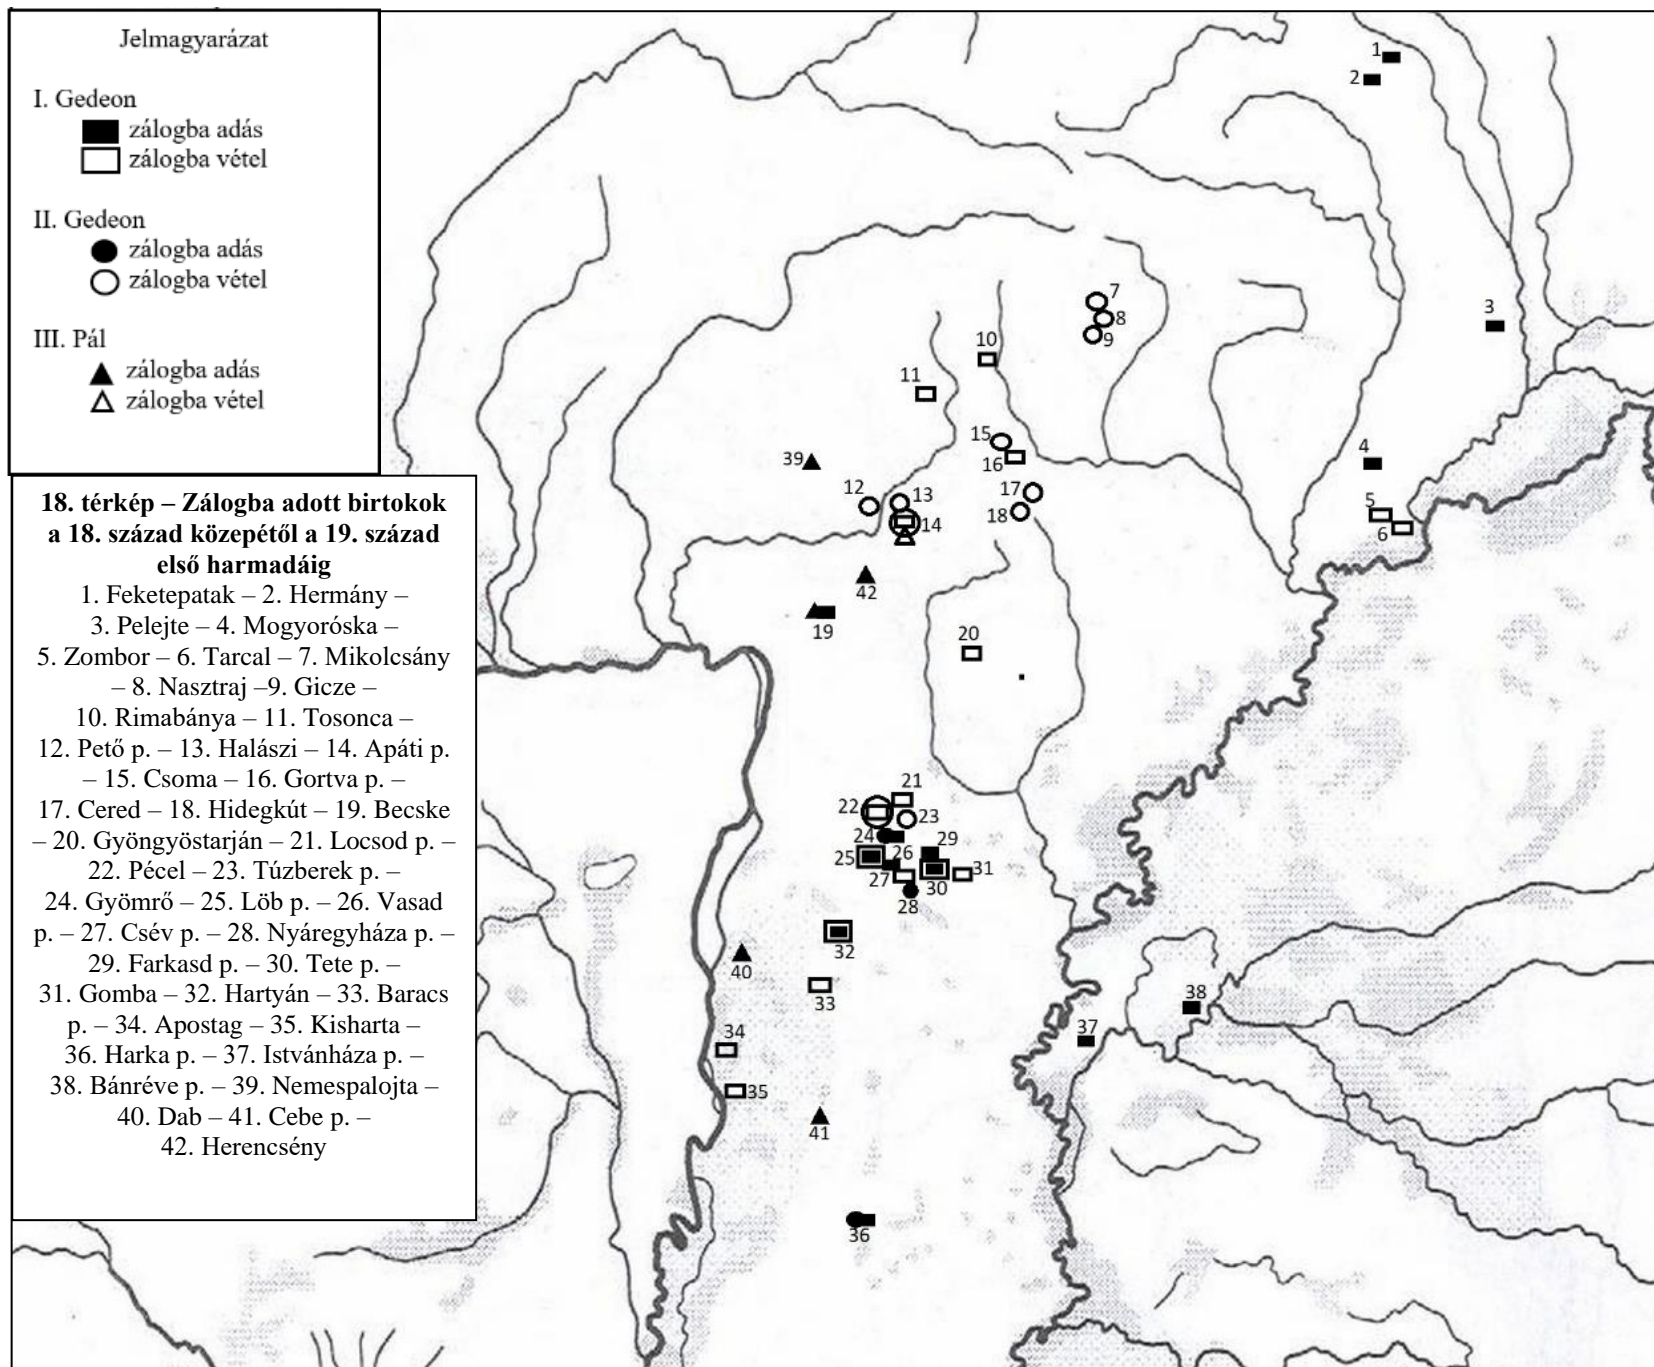 Jelmagyarázat
I. Gedeon
zálogba adás
zálogba vétel
II. Gedeon
zálogba adás
zálogba vétel
III. Pál
zálogba adás
zálogba vétel
18. térkép – Zálogba adott birtokok
a 18. század közepétől a 19. század
első harmadáig
1. Feketepatak – 2. Hermány –
3. Pelejte – 4. Mogyoróska –
5. Zombor – 6. Tarcal – 7. Mikolcsány
– 8. Nasztraj –9. Gicze –
10. Rimabánya – 11. Tosonca –
12. Pető p. – 13. Halászi – 14. Apáti p.
– 15. Csoma – 16. Gortva p. –
17. Cered – 18. Hidegkút – 19. Becske
– 20. Gyöngyöstarján – 21. Locsod p. –
22. Pécel – 23. Túzberek p. –
24. Gyömrő – 25. Löb p. – 26. Vasad
p. – 27. Csév p. – 28. Nyáregyháza p. –
29. Farkasd p. – 30. Tete p. –
31. Gomba – 32. Hartyán – 33. Baracs
p. – 34. Apostag – 35. Kisharta –
36. Harka p. – 37. Istvánháza p. –
38. Bánréve p. – 39. Nemespalojta –
40. Dab – 41. Cebe p. –
42. Herencsény
1
2
3
7
8
9
10
11
15
16
4
39
12
13
14
17
18
5
6
42
19
20
21
22
23
24
26
29
25
27
30
31
28
32
40
33
38
37
34
35
41
36